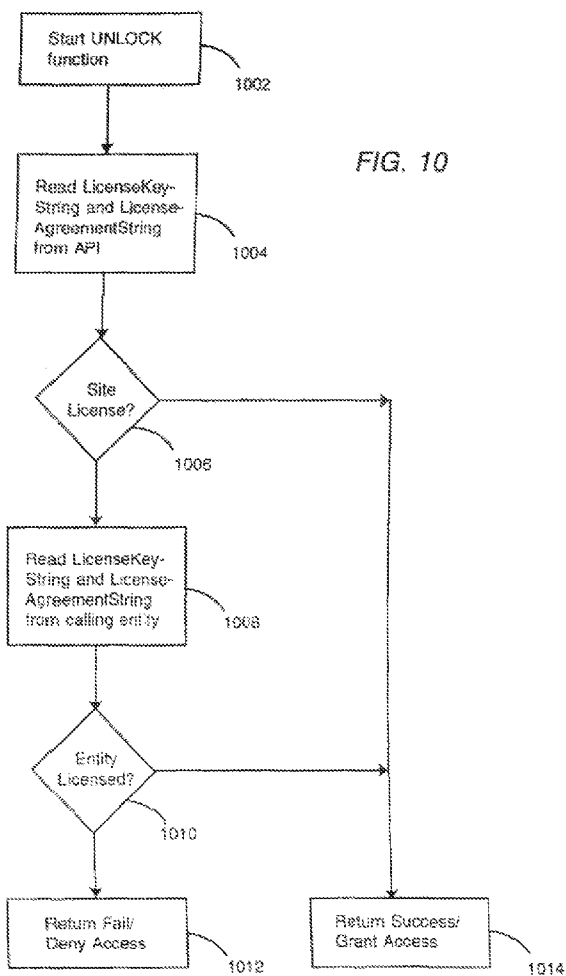 Start UNLOCK
function
1002
FIG. 10
Read LicenseKey-
String and License-
AgreementString
from API
1004
Site
License?
1006
Read LicenseKey-
String and License-
AgreementString
from calling entity
1008
Entity
Licensed?
1010
Return Fail/
Deny Access
1012
Return Success/
Grant Access
1014